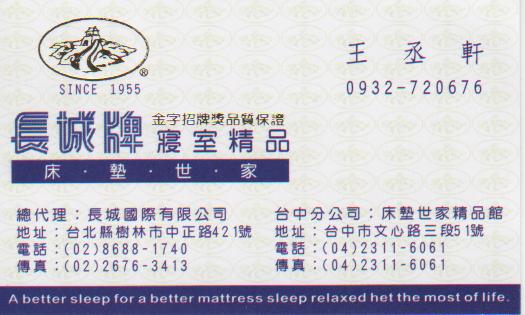 SINCE 1955
®
王丞軒
0932-720676
長城牌
金字招牌獎品質保證
寢室精品
床·墊·世·家
總代理：長城國際有限公司
地址：台北縣樹林市中正路421號
電話：(02)8688-1740
傳真：(02)2676-3413
台中分公司：床墊世家精品館
地址：台中市文心路三段51號
電話：(04)2311-6061
傳真：(04)2311-6061
A better sleep for a better mattress sleep relaxed het the most of life.